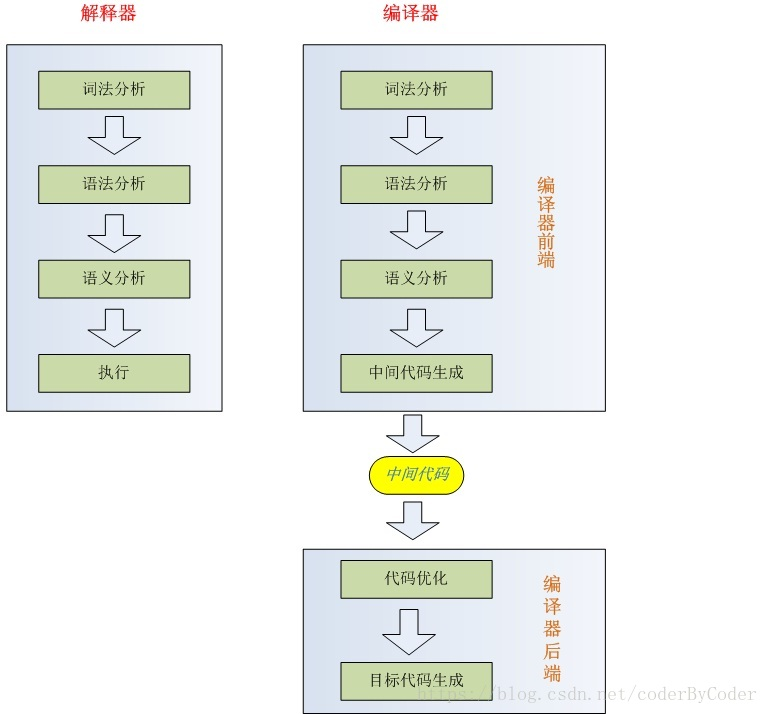 解释器
词法分析
语法分析
语义分析
执行
编译器
词法分析
语法分析
语义分析
中间代码生成
编译器前端
中间代码
代码优化
目标代码生成
编译器后端
https://blog.csdn.net/coderByCoder